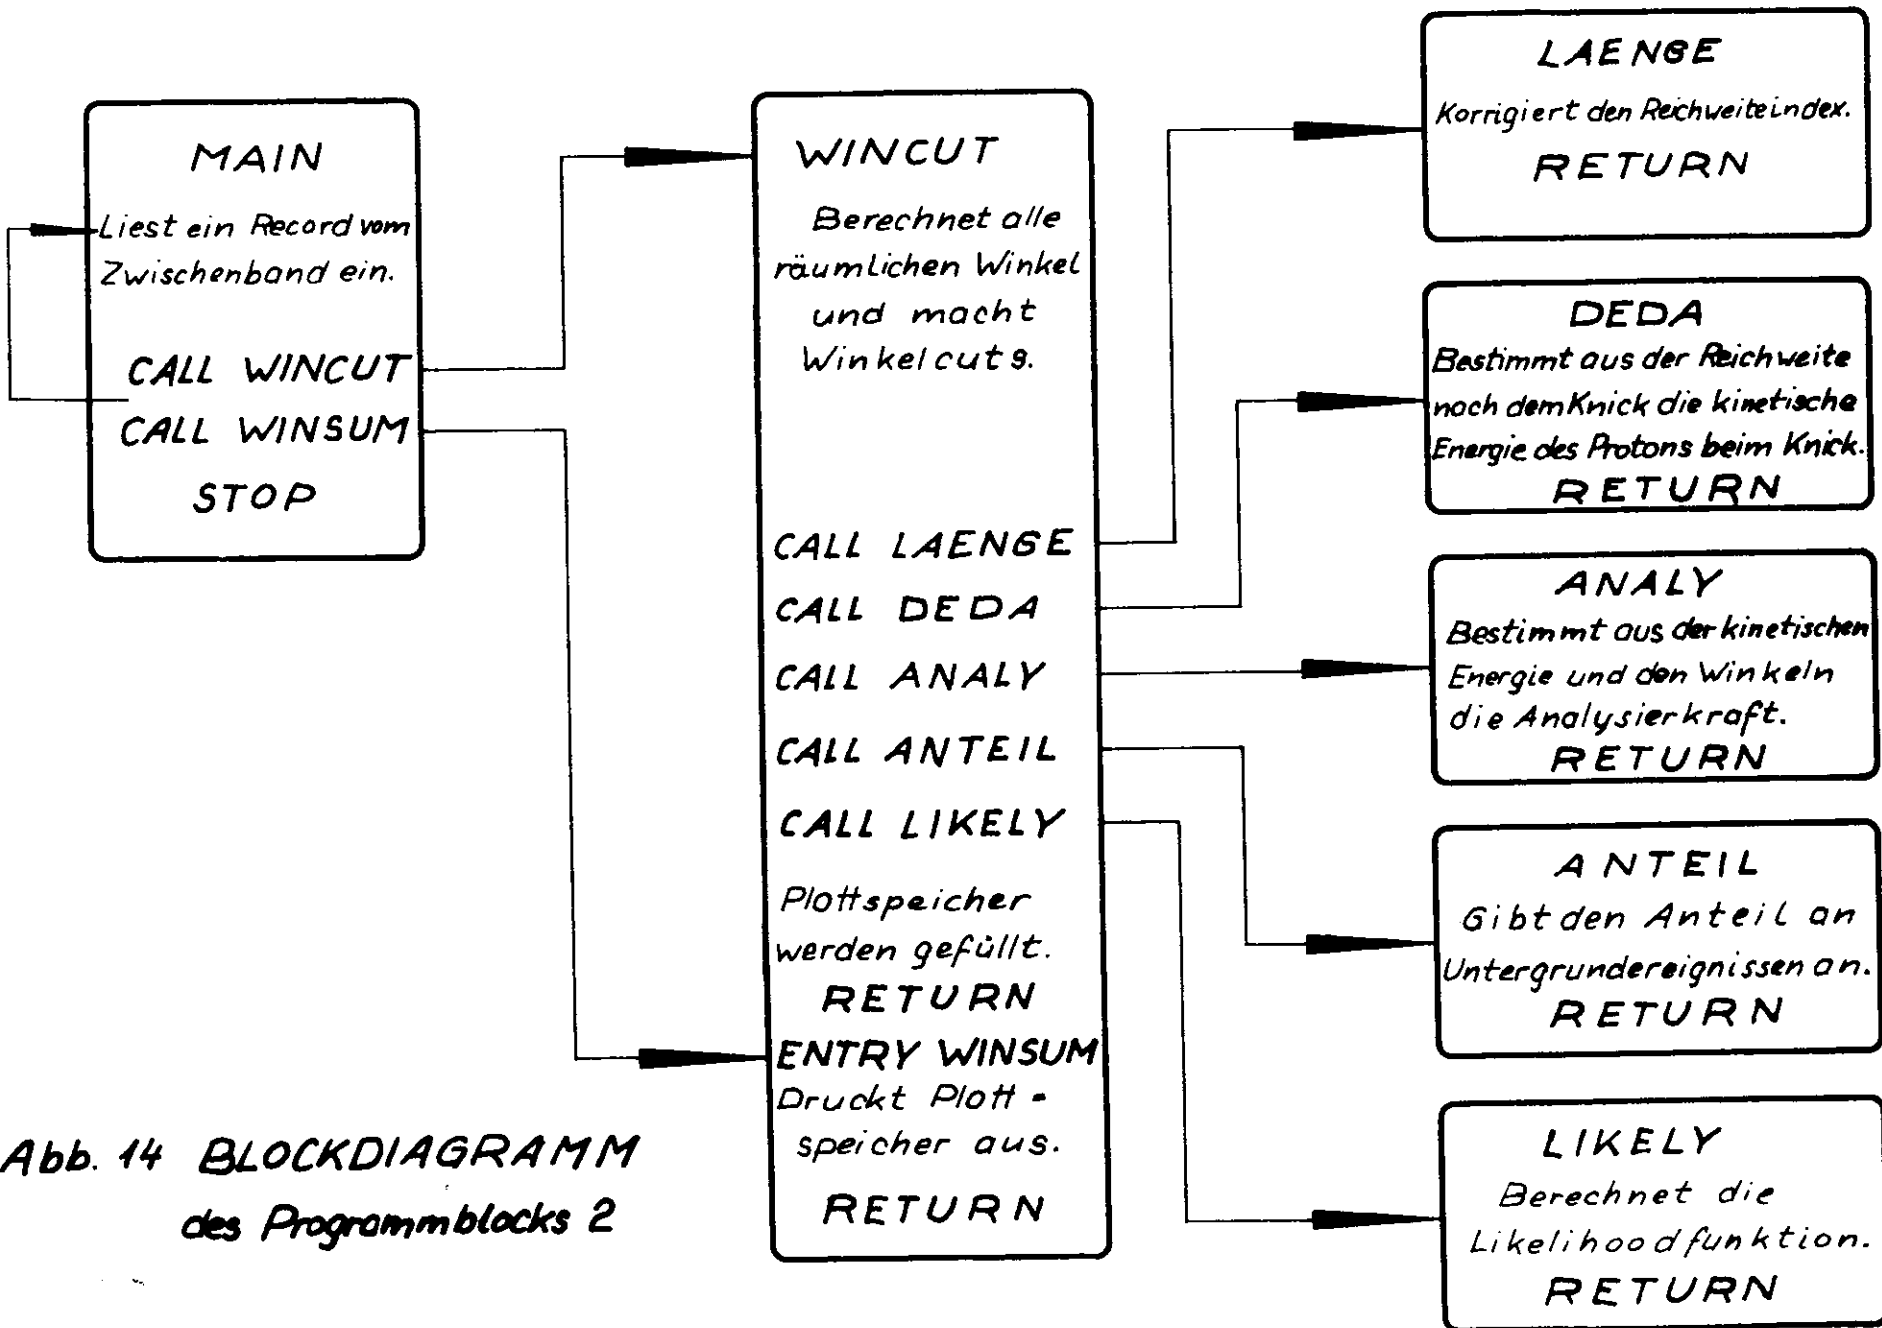 MAIN
Liest ein Record vom
Zwischenband ein.
CALL WINCUT
CALL WINSUM
STOP
WINCUT
Berechnet alle
räumlichen Winkel
und macht
Winkelcuts.
CALL LAENGE
CALL DEDA
CALL ANALY
CALL ANTEIL
CALL LIKELY
Plottspeicher
werden gefüllt.
RETURN
ENTRY WINSUM
Druckt Plott-
speicher aus.
RETURN
LAENGE
Korrigiert den Reichweiteindex.
RETURN
DEDA
Bestimmt aus der Reichweite
nach dem Knick die kinetische
Energie des Protons beim Knick.
RETURN
ANALY
Bestimmt aus der kinetischen
Energie und den Winkeln
die Analysierkraft.
RETURN
ANTEIL
Gibt den Anteil an
Untergrundereignissen an.
RETURN
LIKELY
Berechnet die
Likelihoodfunktion.
RETURN
Abb. 14 BLOCKDIAGRAMM
des Programmblocks 2